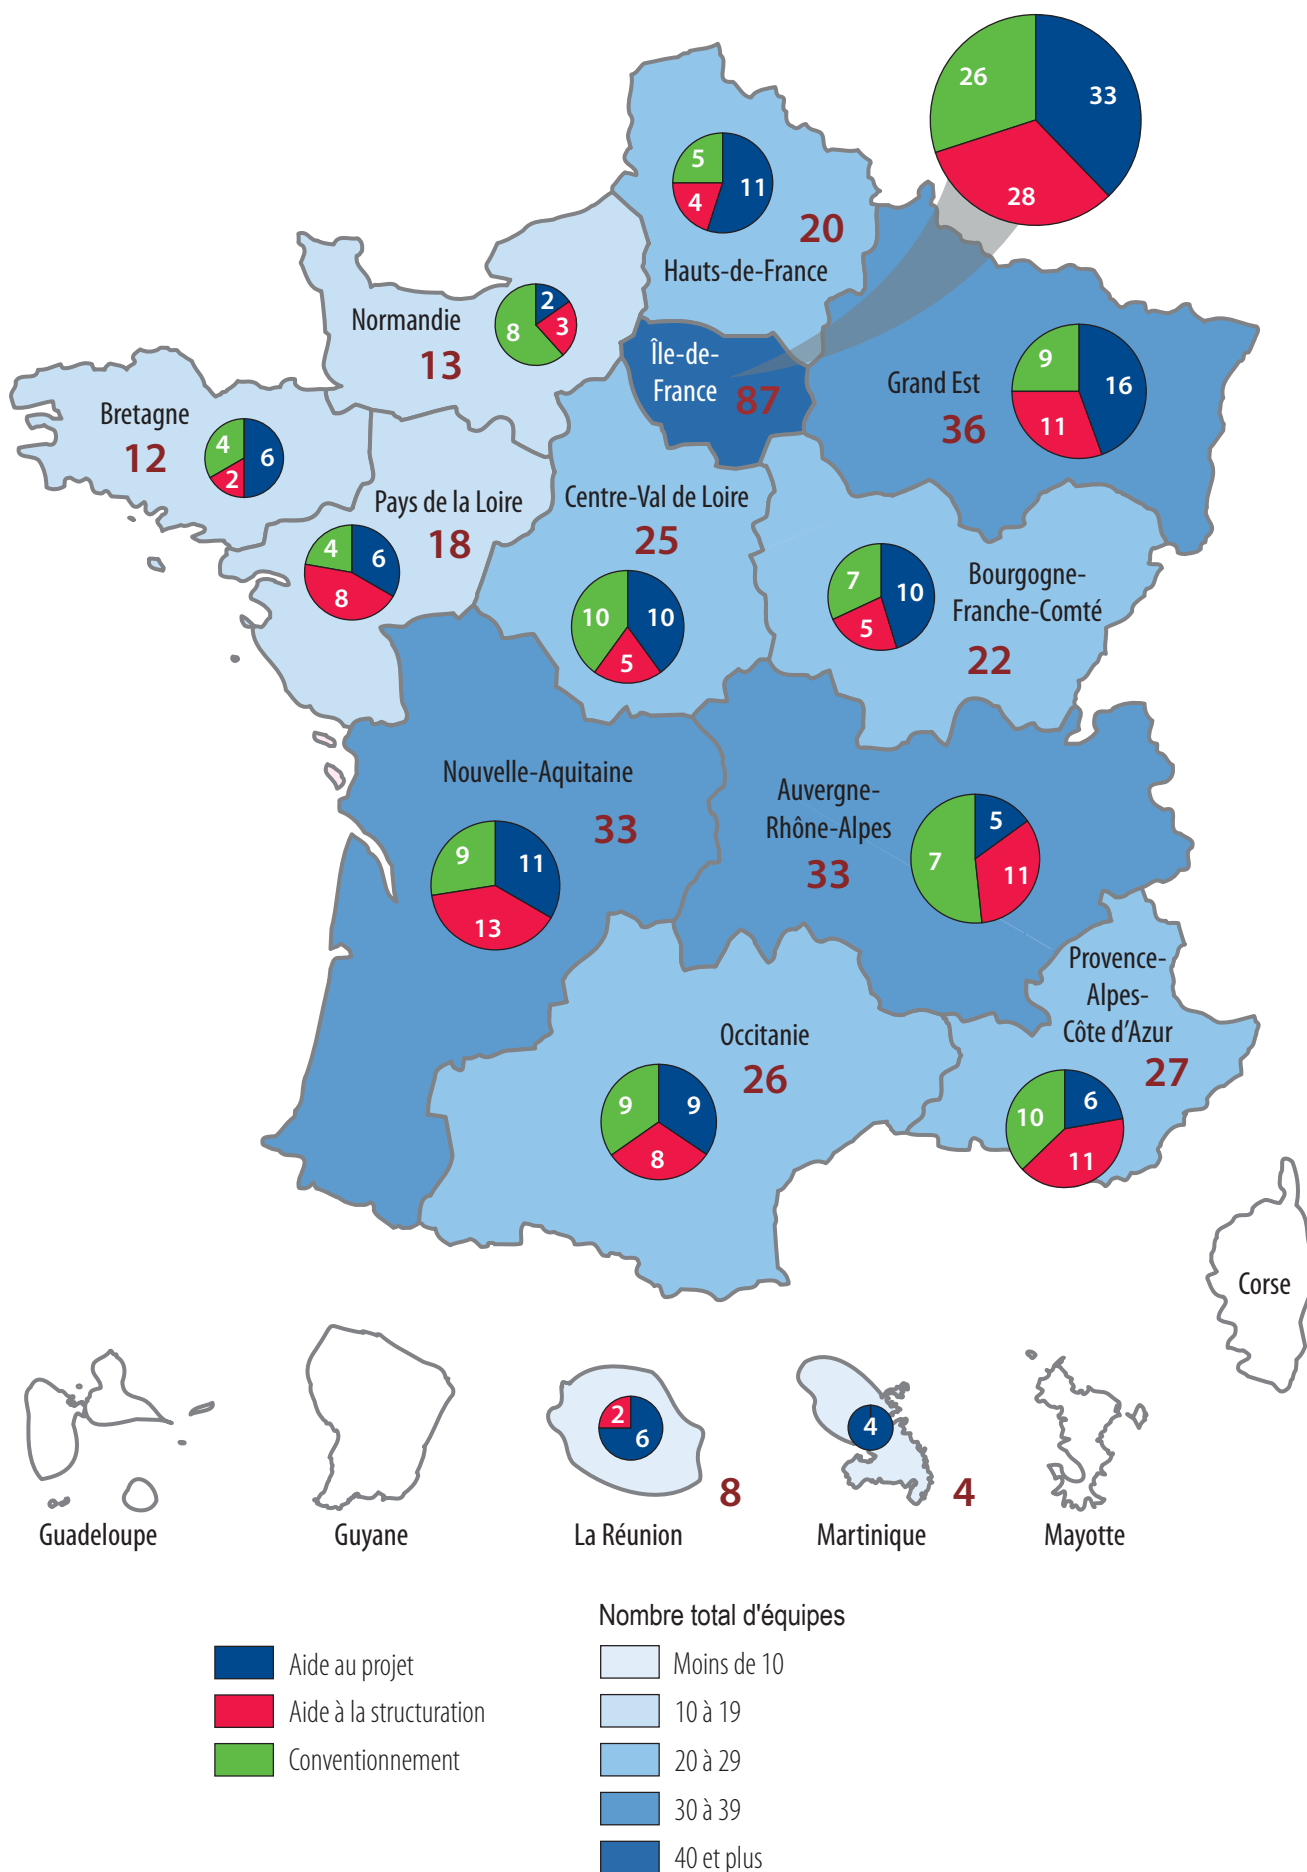 26
33
28
5
11
4
20
Hauts-de-France
Normandie
13
2
3
8
Île-de-
France
87
Grand Est
36
9
16
11
Bretagne
12
4
6
2
Pays de la Loire
18
4
6
8
Centre-Val de Loire
25
10
10
5
7
10
5
Bourgogne-
Franche-Comté
22
Nouvelle-Aquitaine
33
9
11
13
Auvergne-
Rhône-Alpes
33
5
7
11
Provence-
Alpes-
Côte d'Azur
27
6
10
11
Occitanie
26
9
9
8
Corse
2
6
8
4
4
Guadeloupe
Guyane
La Réunion
Martinique
Mayotte
Aide au projet
Aide à la structuration
Conventionnement
Nombre total d'équipes
Moins de 10
10 à 19
20 à 29
30 à 39
40 et plus